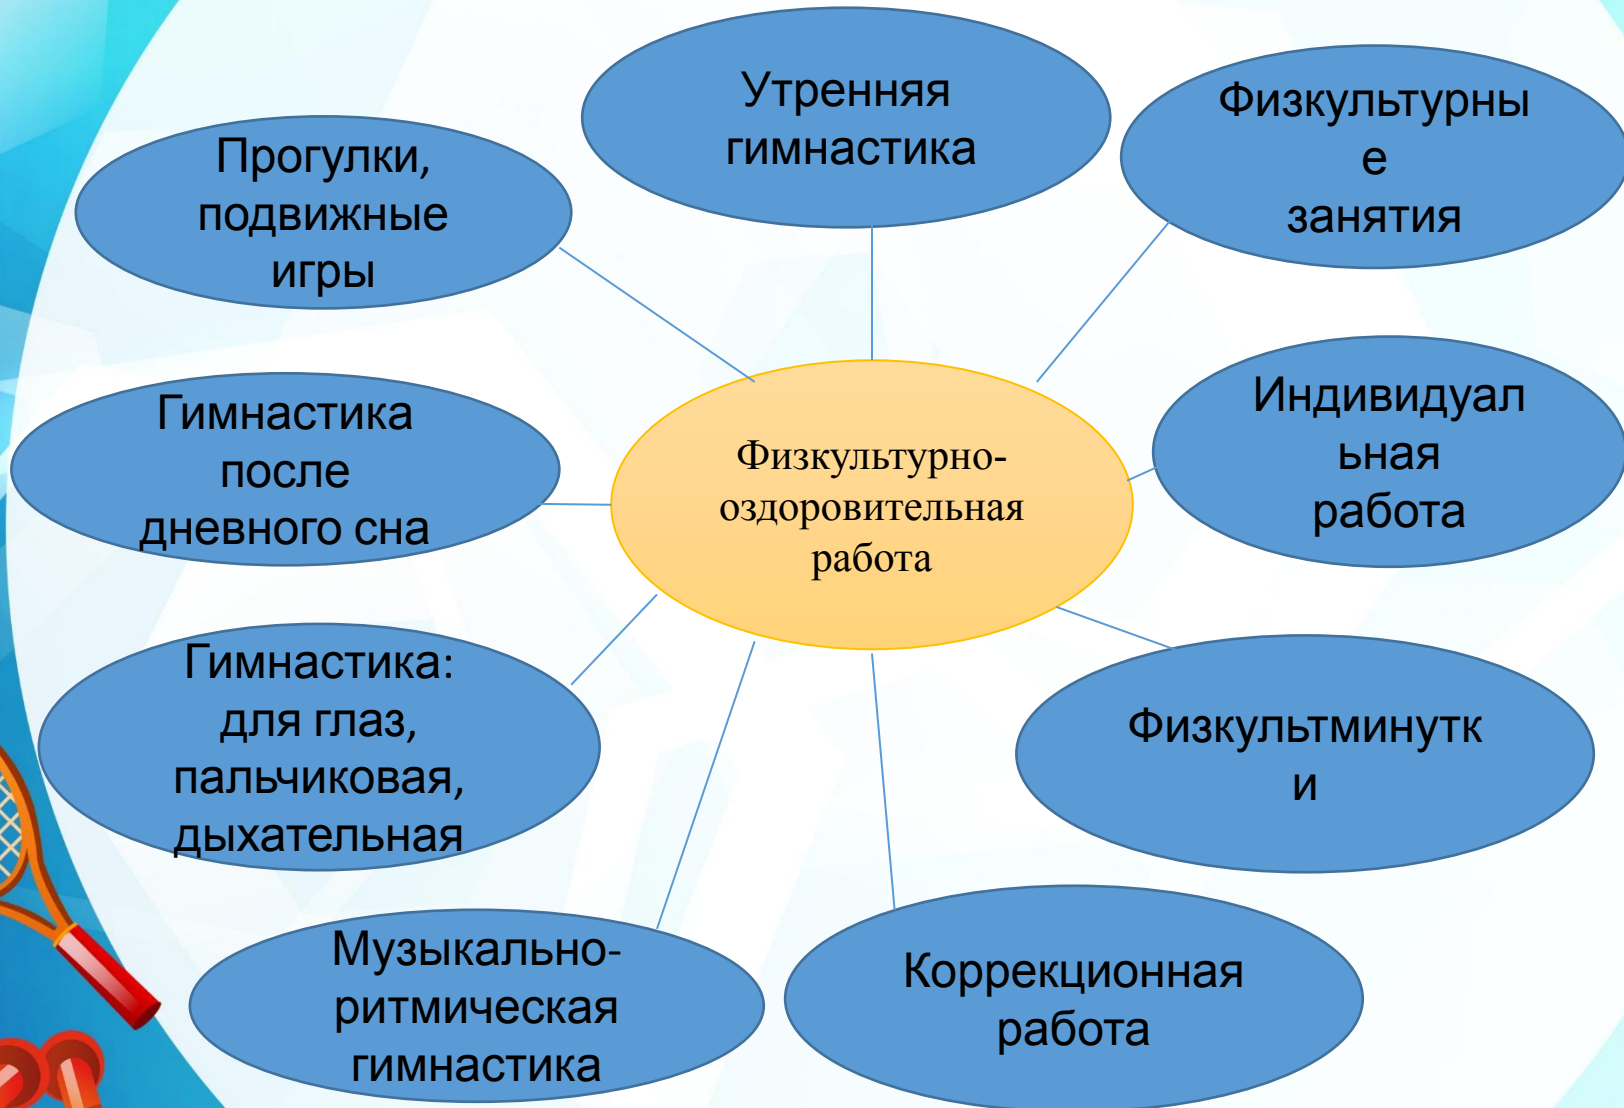 Утренняя
гимнастика
Физкультурны
е
занятия
Прогулки,
подвижные
игры
Индивидуал
ьная
работа
Гимнастика
после
дневного сна
Физкультурно-
оздоровительная
работа
Гимнастика:
для глаз,
пальчиковая,
дыхательная
Физкультминутк
и
Музыкально-
ритмическая
гимнастика
Коррекционная
работа